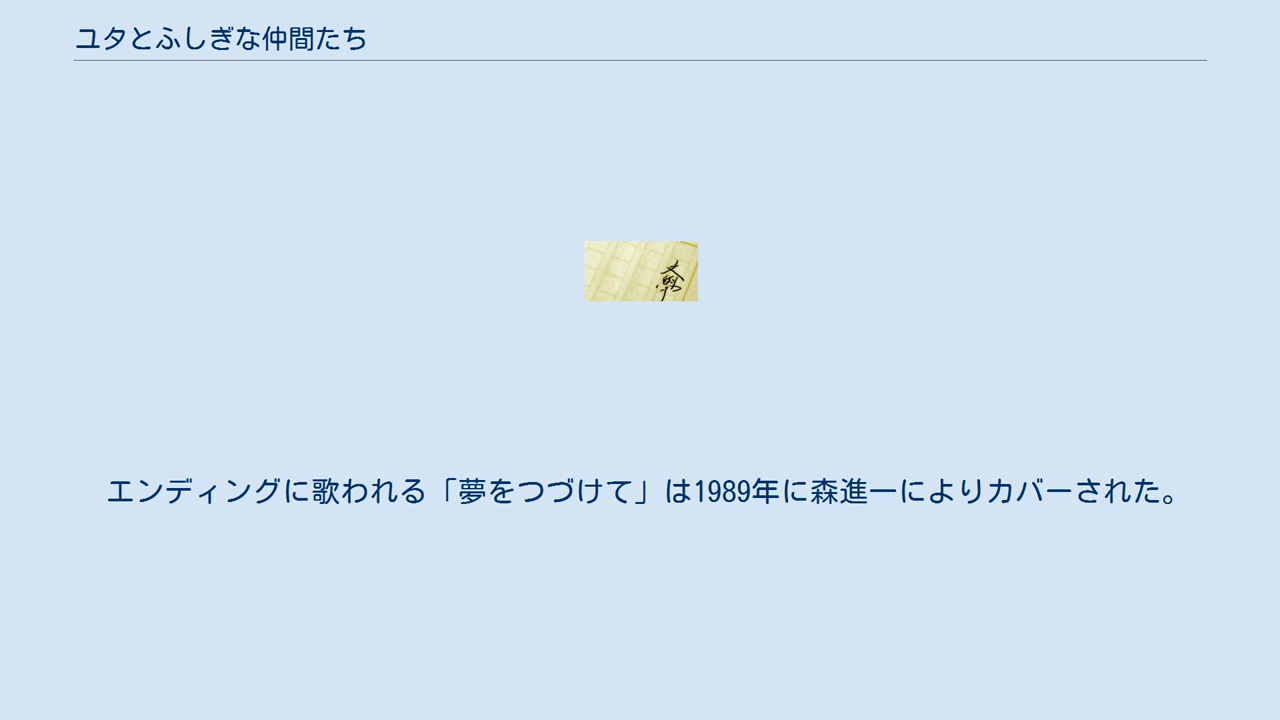 ユタとふしぎな仲間たち
エンディングに歌われる「夢をつづけて」は1989年に森進一によりカバーされた。